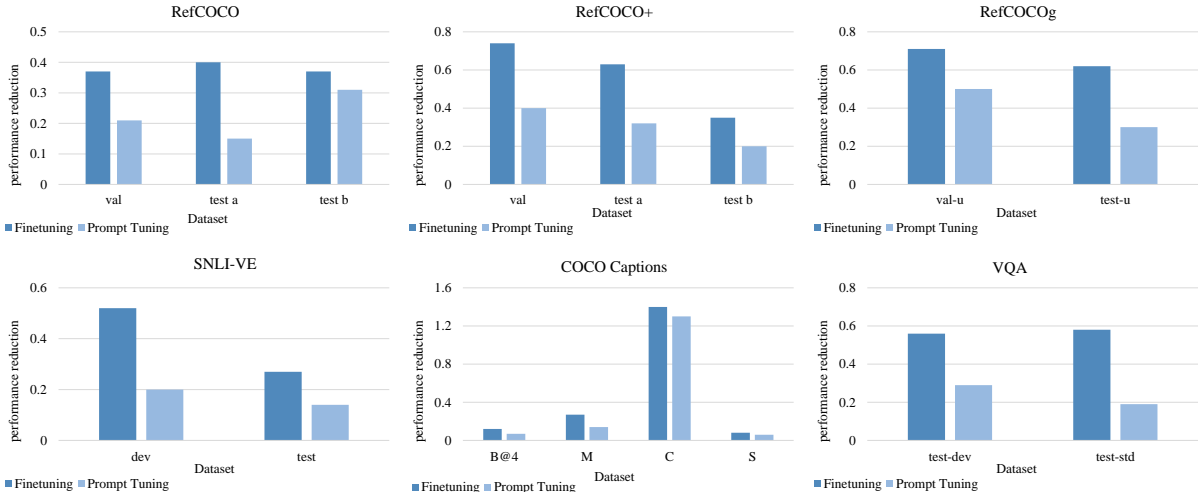 RefCOCO
performance reduction
0.5
0.4
0.3
0.2
0.1
0
val test a test b
Dataset
Finetuning Prompt Tuning
RefCOCO+
performance reduction
0.8
0.6
0.4
0.2
0
val test a test b
Dataset
Finetuning Prompt Tuning
RefCOCOg
performance reduction
0.8
0.6
0.4
0.2
0
val-u test-u
Dataset
Finetuning Prompt Tuning
SNLI-VE
performance reduction
0.6
0.4
0.2
0
dev test
Dataset
Finetuning Prompt Tuning
COCO Captions
performance reduction
1.6
1.2
0.8
0.4
0
B@4 M C S
Dataset
Finetuning Prompt Tuning
VQA
performance reduction
0.8
0.6
0.4
0.2
0
test-dev test-std
Dataset
Finetuning Prompt Tuning